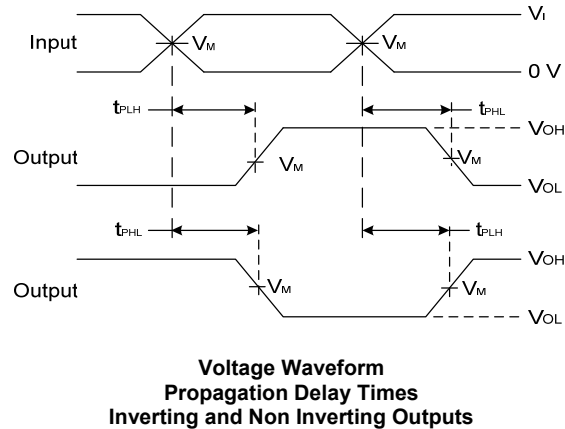 VI
Input VM VM
0 V
tPLH tPHL
VOH
Output VM VM
VOL
tPHL tPLH
VOH
Output VM VM
VOL
Voltage Waveform
Propagation Delay Times
Inverting and Non Inverting Outputs